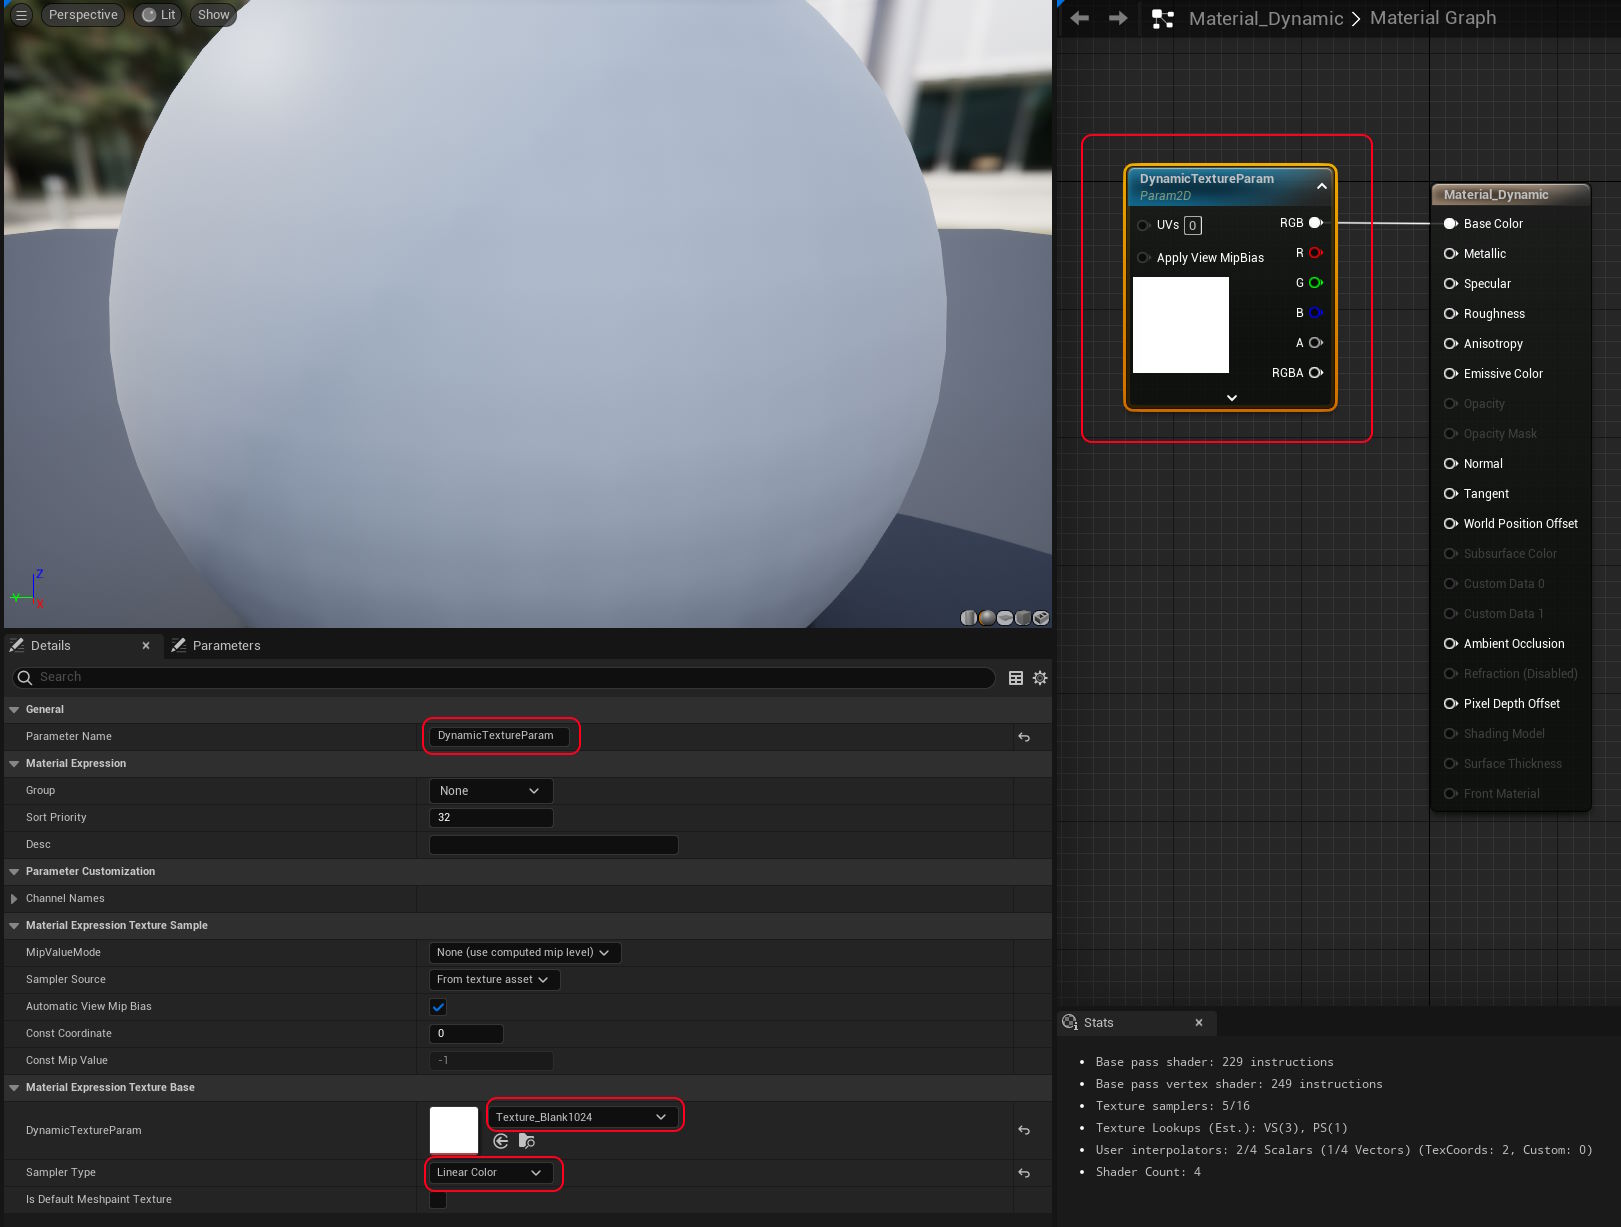 Perspective
Lit
Show
Z
Y
X
Material_Dynamic > Material Graph
DynamicTextureParam
Param2D
UVs 0
Apply View MipBias
RGB
R
G
B
A
RGBA
Material_Dynamic
Base Color
Metallic
Specular
Roughness
Anisotropy
Emissive Color
Opacity
Opacity Mask
Normal
Tangent
World Position Offset
Subsurface Color
Custom Data 0
Custom Data 1
Ambient Occlusion
Refraction (Disabled)
Pixel Depth Offset
Shading Model
Surface Thickness
Front Material
Details
Parameters
Search
General
Parameter Name DynamicTextureParam
Material Expression
Group None
Sort Priority 32
Desc
Parameter Customization
Channel Names
Material Expression Texture Sample
MipValueMode None (use computed mip level)
Sampler Source From texture asset
Automatic View Mip Bias
Const Coordinate 0
Const Mip Value -1
Material Expression Texture Base
DynamicTextureParam Texture_Blank1024
Sampler Type Linear Color
Is Default Meshpaint Texture
Stats
• Base pass shader: 229 instructions
• Base pass vertex shader: 249 instructions
• Texture samplers: 5/16
• Texture Lookups (Est.): VS(3), PS(1)
• User interpolators: 2/4 Scalars (1/4 Vectors) (TexCoords: 2, Custom: 0)
• Shader Count: 4